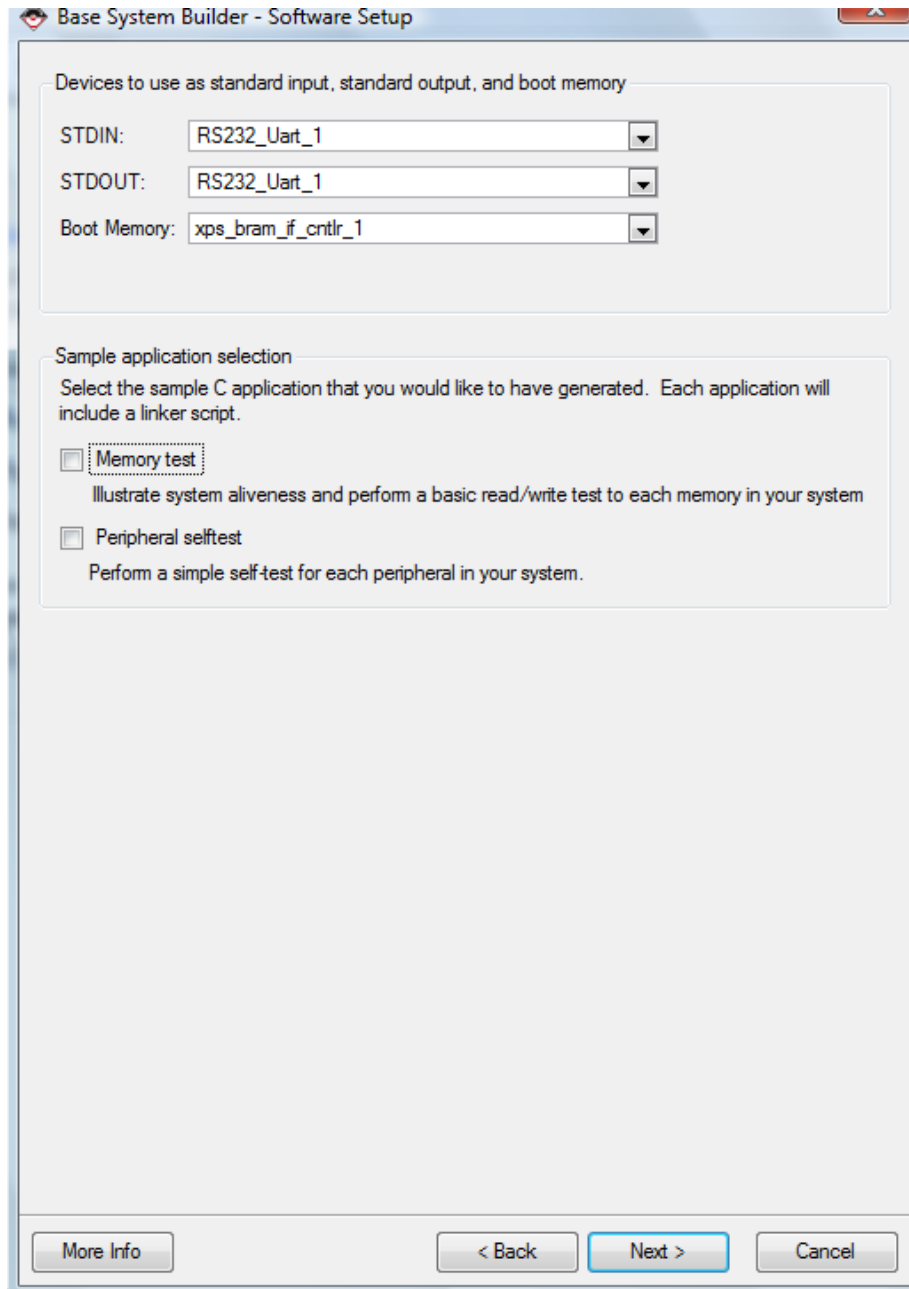 Base System Builder - Software Setup
Devices to use as standard input, standard output, and boot memory
STDIN: RS232_Uart_1
STDOUT: RS232_Uart_1
Boot Memory: xps_bram_if_cntlr_1
Sample application selection
Select the sample C application that you would like to have generated. Each application will
include a linker script.
Memory test
Illustrate system aliveness and perform a basic read/write test to each memory in your system
Peripheral selftest
Perform a simple self-test for each peripheral in your system.
More Info
< Back
Next >
Cancel